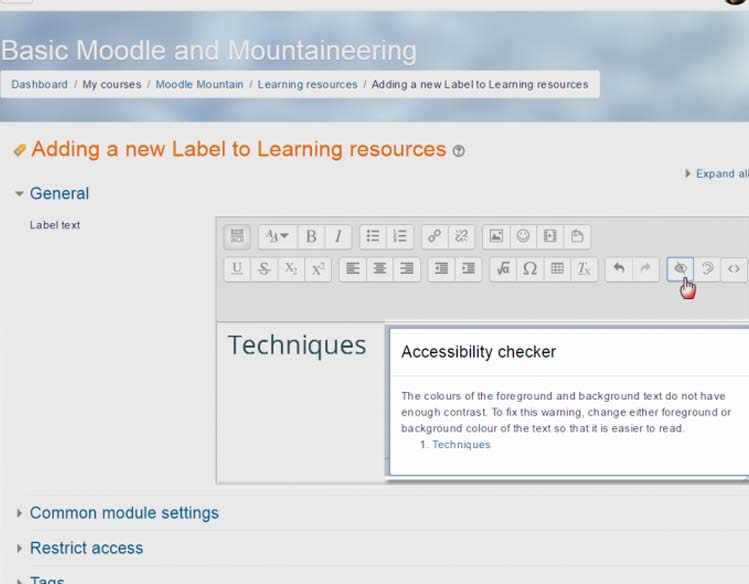 Basic Moodle and Mountaineering
Dashboard / My courses / Moodle Mountain / Learning resources / Adding a new Label to Learning resources
Adding a new Label to Learning resources
Expand all
General
Label text
Techniques
Accessibility checker
The colours of the foreground and background text do not have
enough contrast. To fix this warning, change either foreground or
background colour of the text so that it is easier to read.
1. Techniques
Common module settings
Restrict access
Tags